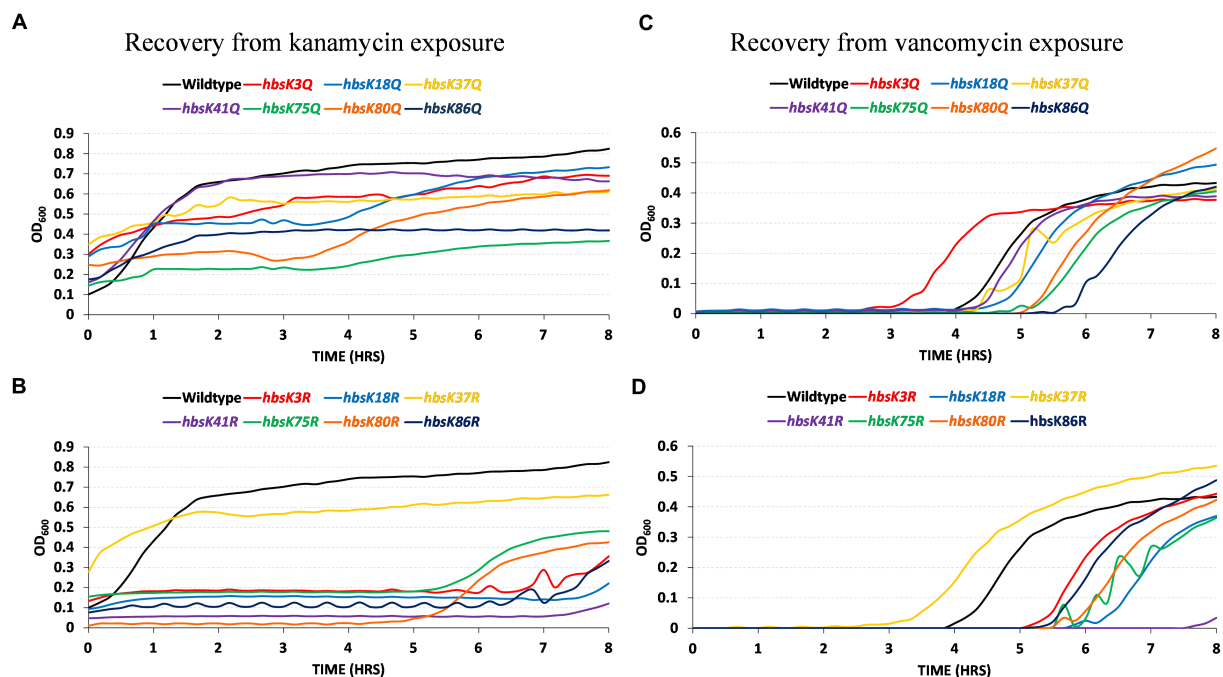 A
Recovery from kanamycin exposure
Wildtype hbsK3Q hbsK18Q hbsK37Q
hbsK41Q hbsK75Q hbsK80Q hbsK86Q
0.9
0.8
0.7
0.6
0.5
0.4
0.3
0.2
0.1
0
OD600
0 1 2 3 4 5 6 7 8
TIME (HRS)
B
Wildtype hbsK3R hbsK18R hbsK37R
hbsK41R hbsK75R hbsK80R hbsK86R
0.9
0.8
0.7
0.6
0.5
0.4
0.3
0.2
0.1
0
OD600
0 1 2 3 4 5 6 7 8
TIME (HRS)
C
Recovery from vancomycin exposure
Wildtype hbsK3Q hbsK18Q hbsK37Q
hbsK41Q hbsK75Q hbsK80Q hbsK86Q
0.6
0.5
0.4
0.3
0.2
0.1
0
OD600
0 1 2 3 4 5 6 7 8
TIME (HRS)
D
Wildtype hbsK3R hbsK18R hbsK37R
hbsK41R hbsK75R hbsK80R hbsK86R
0.6
0.5
0.4
0.3
0.2
0.1
0
OD600
0 1 2 3 4 5 6 7 8
TIME (HRS)